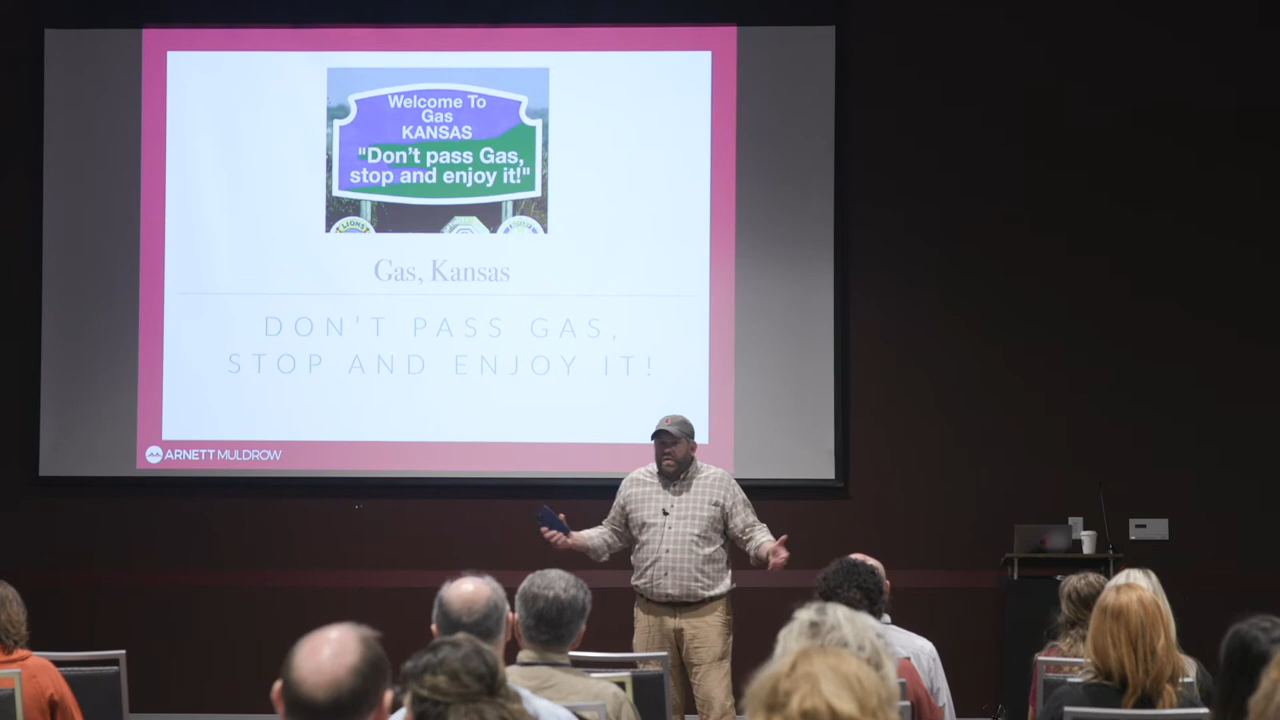 Welcome To
Gas
KANSAS
"Don't pass Gas,
stop and enjoy it!"
LIONS
Gas, Kansas
DON'T PASS GAS,
STOP AND ENJOY IT!
ARNETT MULDROW